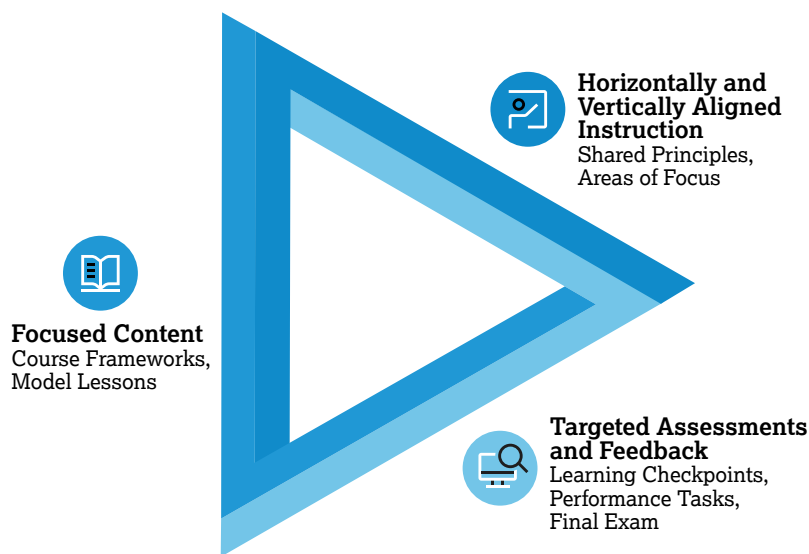 Horizontally and
Vertically Aligned
Instruction
Shared Principles,
Areas of Focus
Focused Content
Course Frameworks,
Model Lessons
Targeted Assessments
and Feedback
Learning Checkpoints,
Performance Tasks,
Final Exam